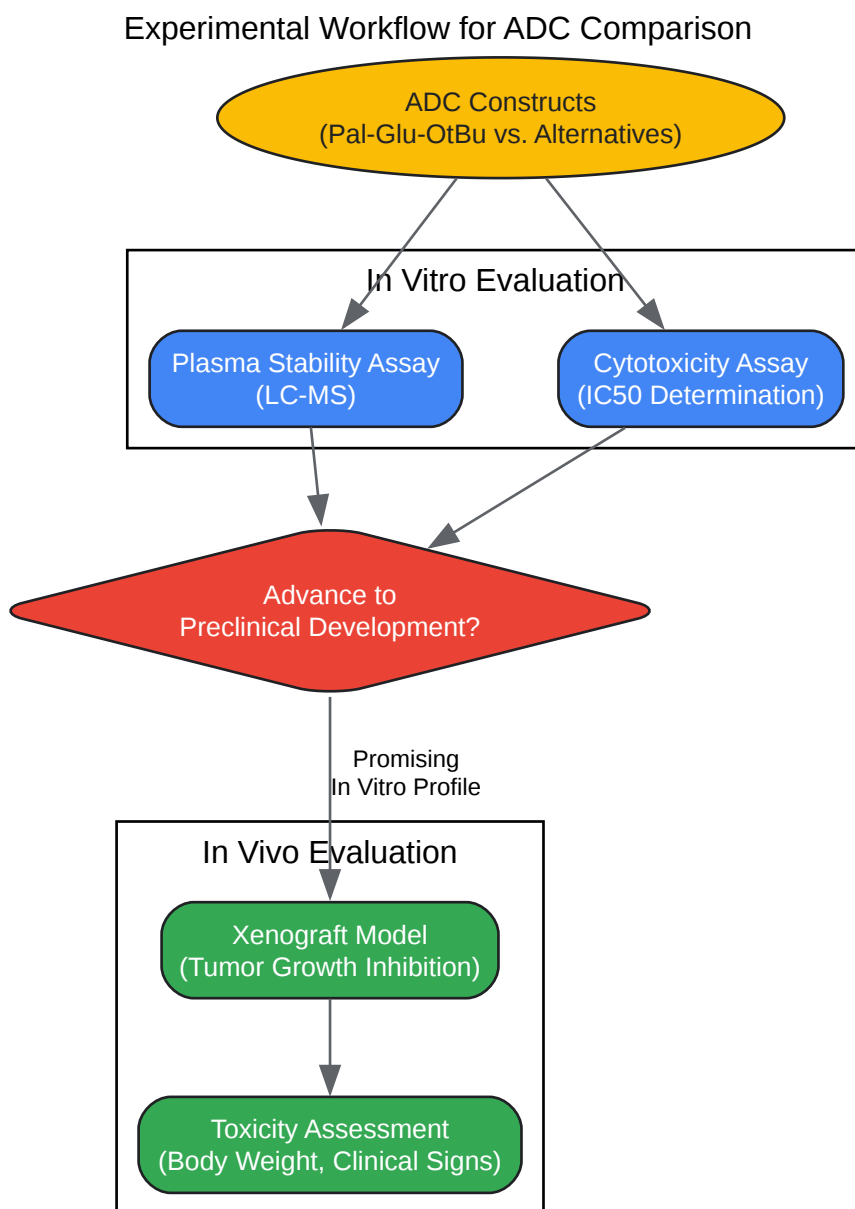 Experimental Workflow for ADC Comparison
ADC Constructs
(Pal-Glu-OtBu vs. Alternatives)
In Vitro Evaluation
Plasma Stability Assay
(LC-MS)
Cytotoxicity Assay
(IC50 Determination)
Advance to
Preclinical Development?
Promising
In Vitro Profile
In Vivo Evaluation
Xenograft Model
(Tumor Growth Inhibition)
Toxicity Assessment
(Body Weight, Clinical Signs)